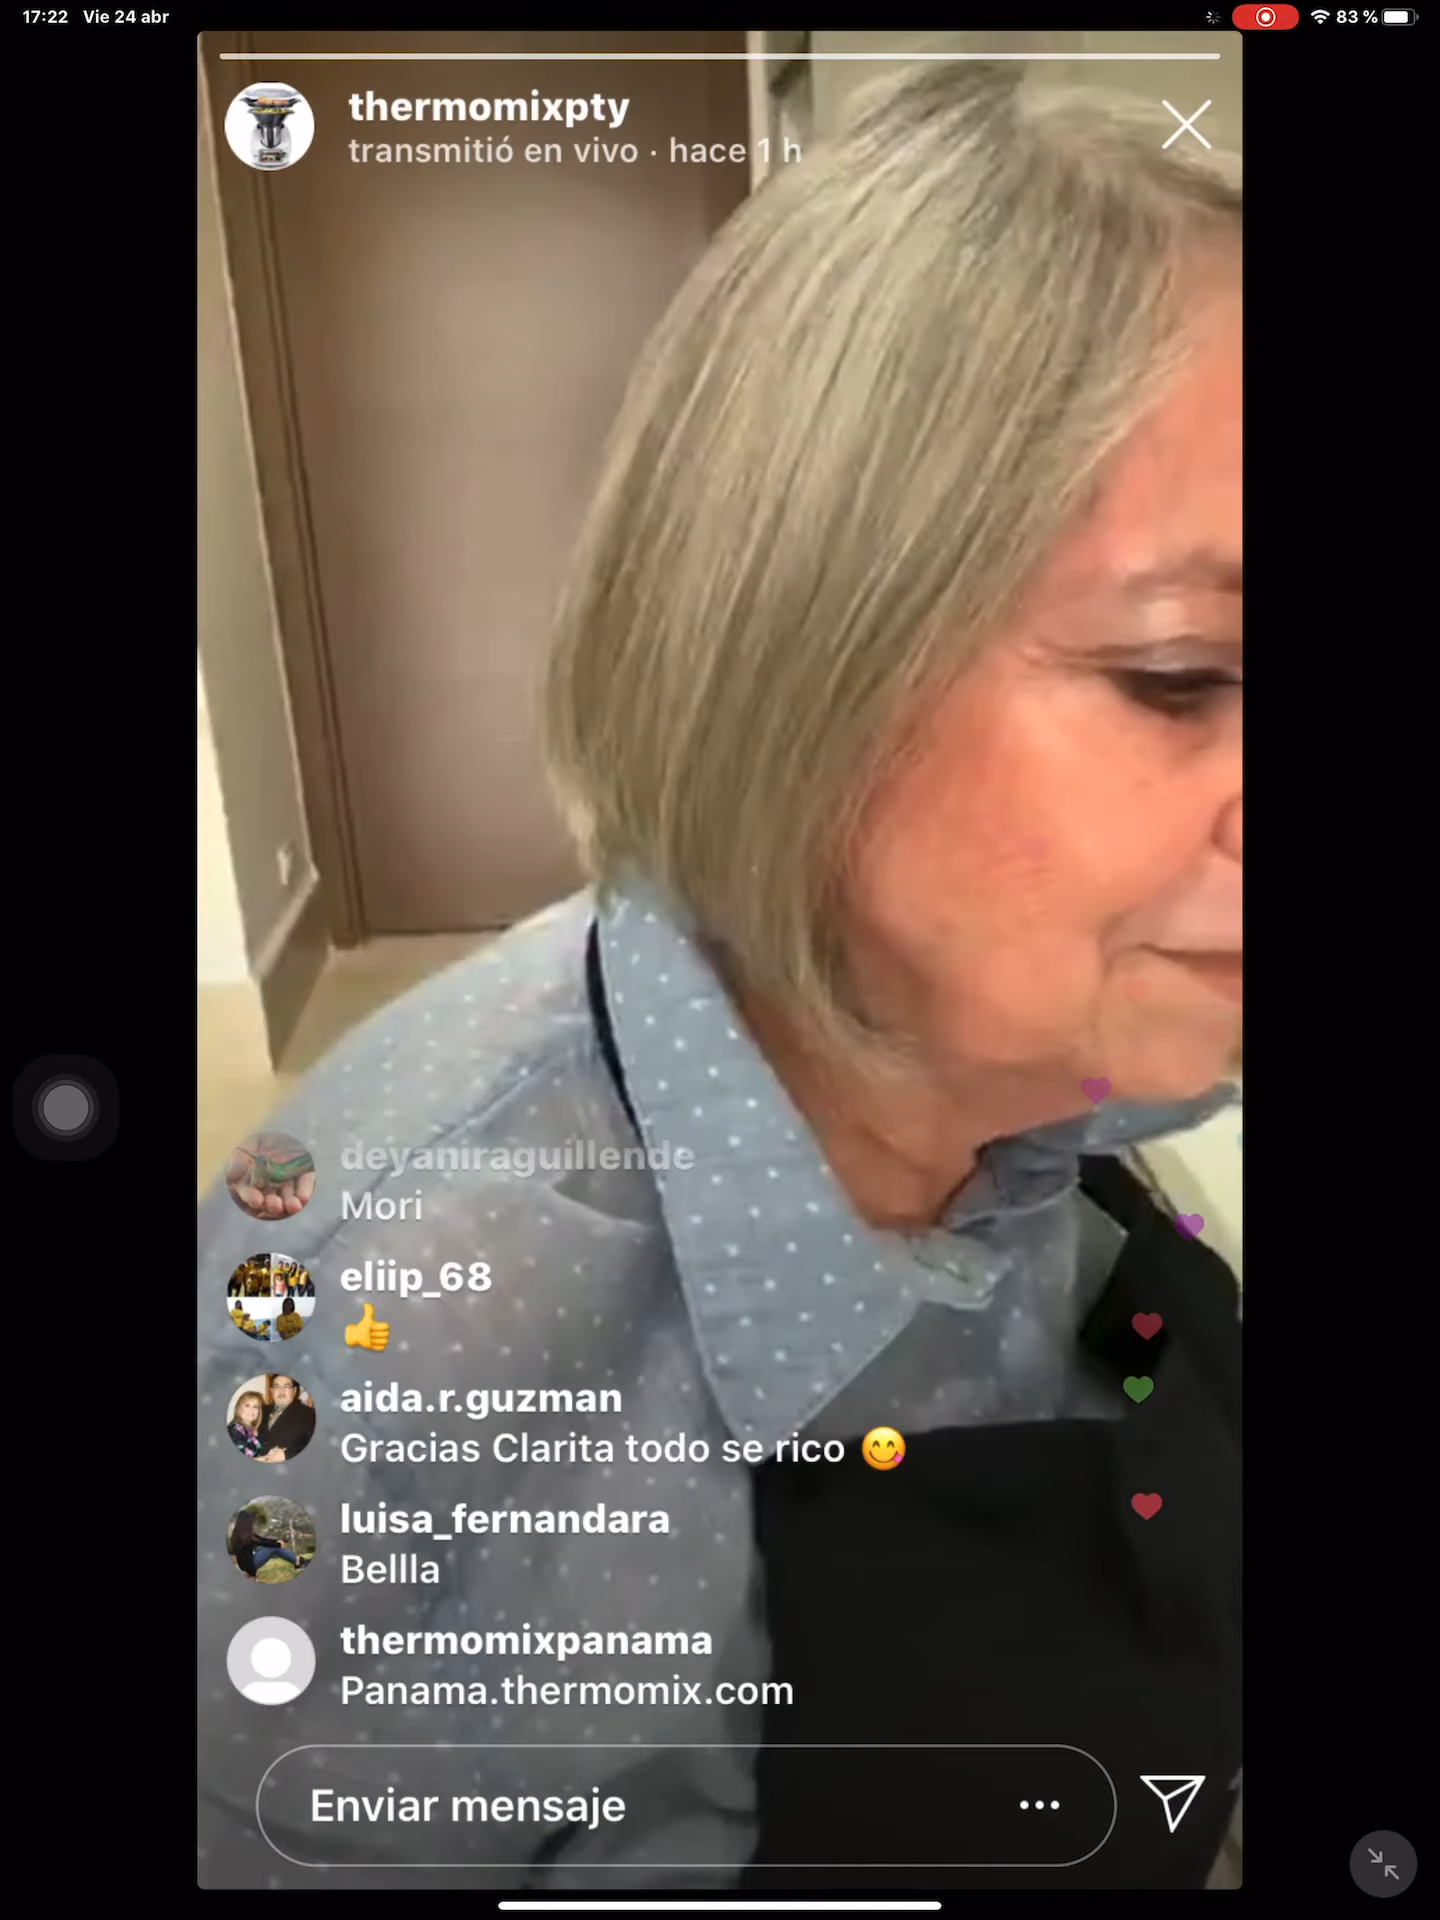 17:22 Vie 24 abr
83 %
thermomixpty
transmitió en vivo · hace 1 h
deyaniraguillende
Mori
eliip_68
👍
aida.r.guzman
Gracias Clarita todo se rico 😋
luisa_fernandara
Bellla
thermomixpanama
Panama.thermomix.com
Enviar mensaje